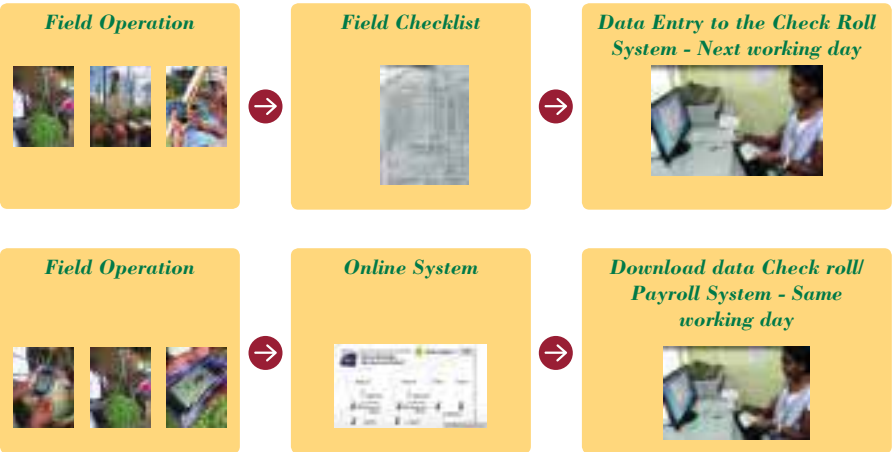 Field Operation
Field Checklist
Data Entry to the Check Roll
System - Next working day
Field Operation
Online System
Download data Check roll/
Payroll System - Same
working day